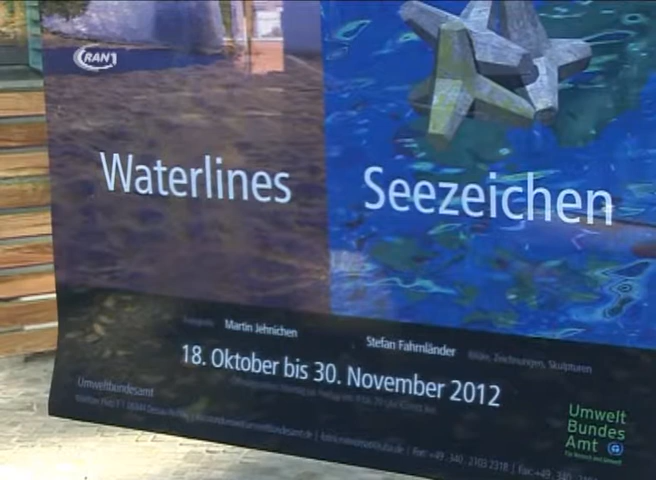 RAN1
Waterlines
Seezeichen
Martin Jehnichen
Stefan Fahrnländer
Bilder, Zeichnungen, Skulpturen
18. Oktober bis 30. November 2012
Umweltbundesamt
Umwelt
Bundes
Amt